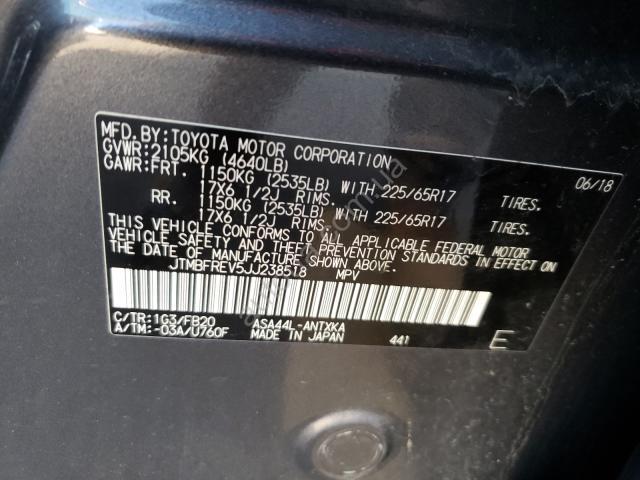 MFD.BY:TOYOTA MOTOR CORPORATION 06/18
GVWR:2105KG (4640LB)
GAWR:FRT. 1150KG (2535LB) WITH 225/65R17 TIRES.
17X6 1/2J RIMS.
RR. 1150KG (2535LB) WITH 225/65R17 TIRES.
17X6 1/2J RIMS.
THIS VEHICLE CONFORMS TO ALL APPLICABLE FEDERAL MOTOR
VEHICLE SAFETY AND THEFT PREVENTION STANDARDS IN EFFECT ON
THE DATE OF MANUFACTURE SHOWN ABOVE.
JTMBFREV5JJ238518 MPV
C/TR:1G3/FB20 ASA44L-ANTXKA
A/TM:-03A/U760F MADE IN JAPAN 441 E